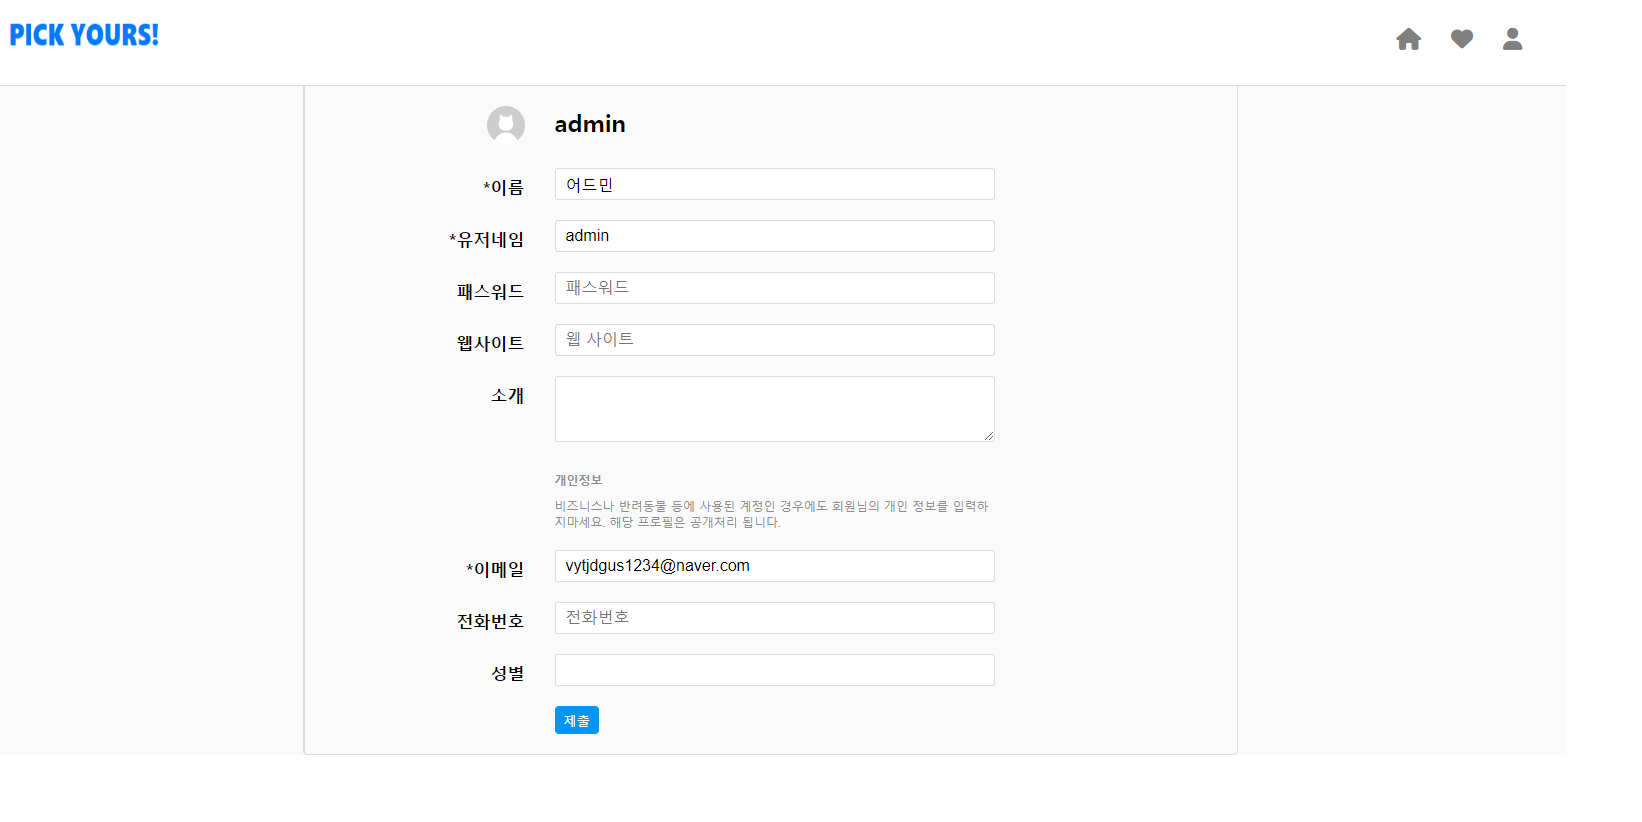 PICK YOURS!
admin
*이름
어드민
*유저네임
admin
패스워드
패스워드
웹사이트
웹 사이트
소개
개인정보
비즈니스나 반려동물 등에 사용된 계정인 경우에도 회원님의 개인 정보를 입력하
지마세요. 해당 프로필은 공개처리 됩니다.
*이메일
vytjdgus1234@naver.com
전화번호
전화번호
성별
제출